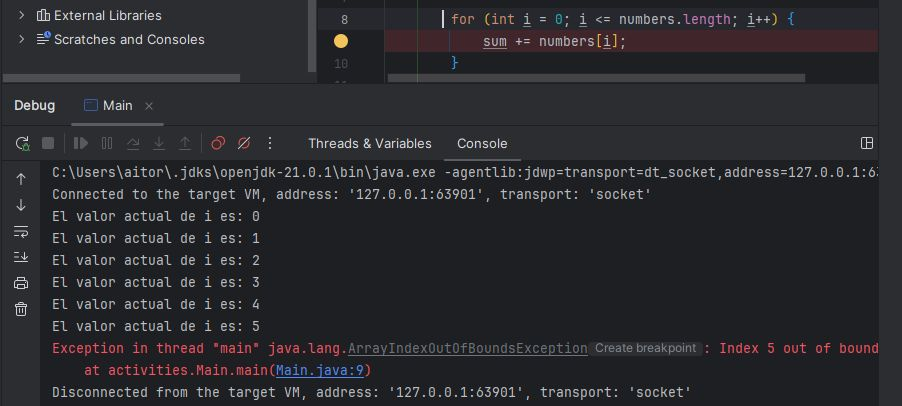 External Libraries
Scratches and Consoles
8 for (int i = 0; i <= numbers.length; i++) {
sum += numbers[i];
10 }
Debug Main
Threads & Variables Console
C:\Users\aitor\.jdks\openjdk-21.0.1\bin\java.exe -agentlib:jdwp=transport=dt_socket,address=127.0.0.1:63
Connected to the target VM, address: '127.0.0.1:63901', transport: 'socket'
El valor actual de i es: 0
El valor actual de i es: 1
El valor actual de i es: 2
El valor actual de i es: 3
El valor actual de i es: 4
El valor actual de i es: 5
Exception in thread "main" java.lang.ArrayIndexOutOfBoundsException Create breakpoint : Index 5 out of bound
at activities.Main.main(Main.java:9)
Disconnected from the target VM, address: '127.0.0.1:63901', transport: 'socket'